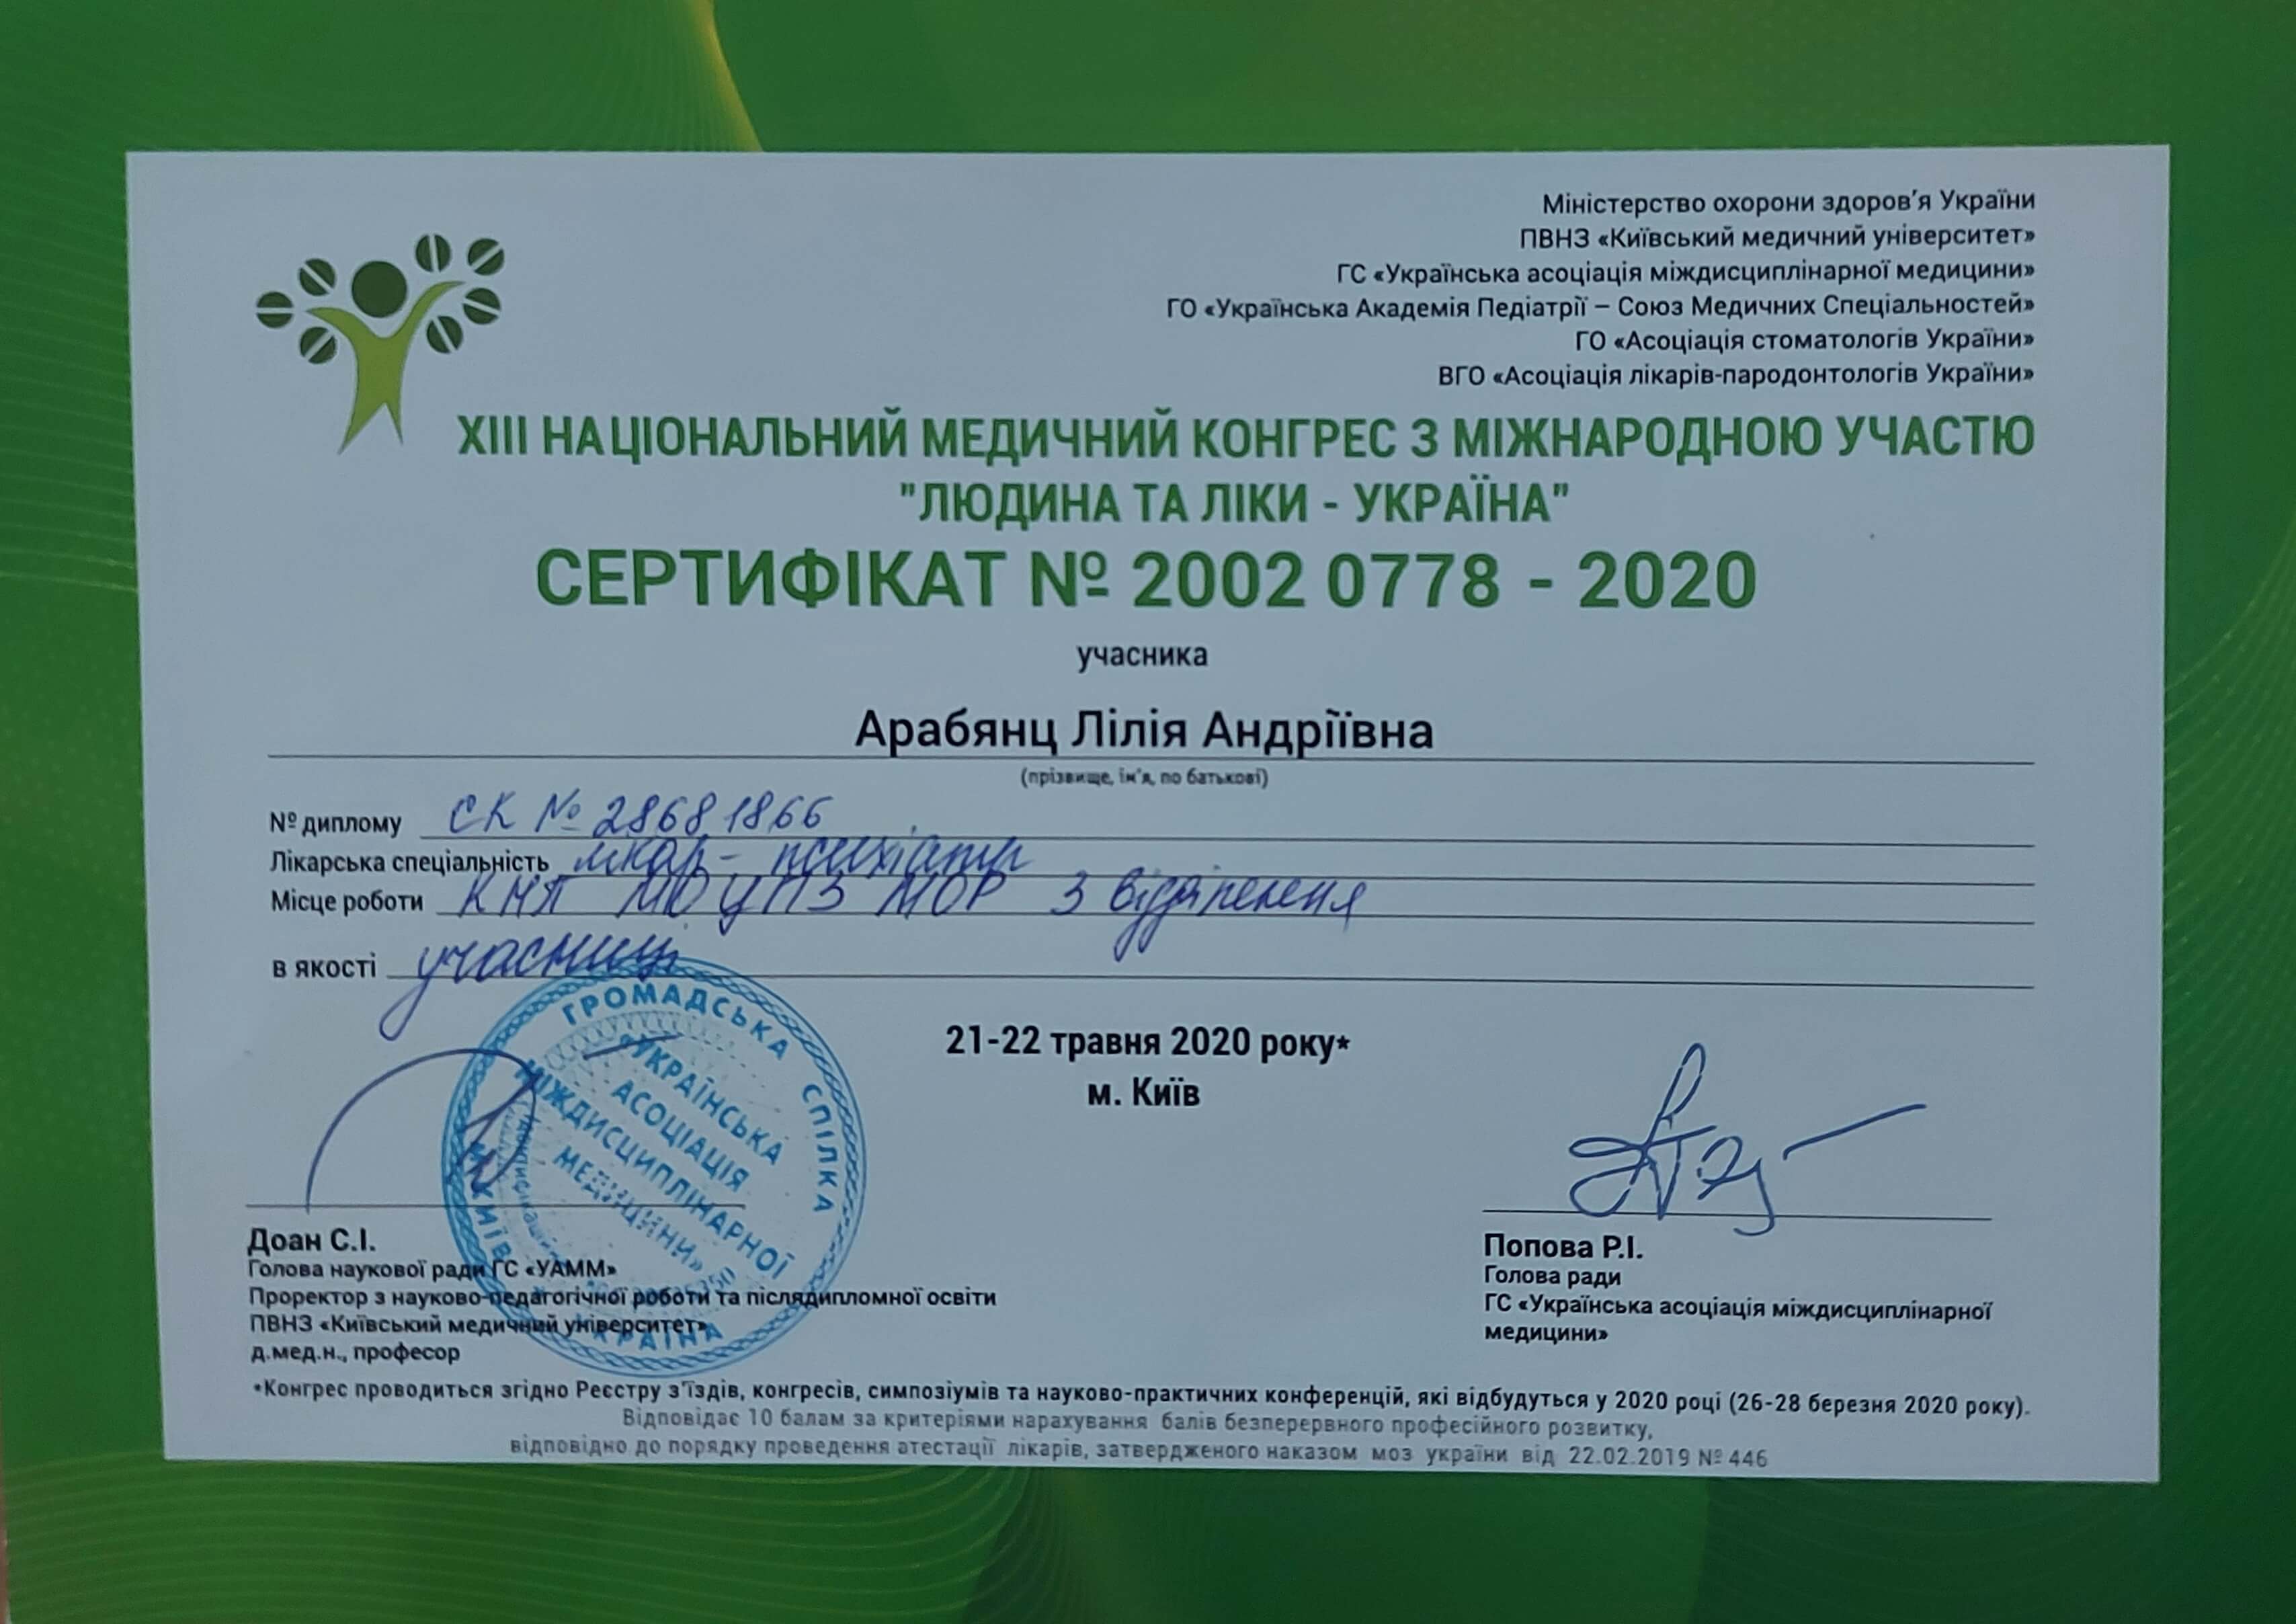 Міністерство охорони здоров'я України
ПВНЗ «Київський медичний університет»
ГС «Українська асоціація міждисциплінарної медицини»
ГО «Українська Академія Педіатрії – Союз Медичних Спеціальностей»
ГО «Асоціація стоматологів України»
ВГО «Асоціація лікарів-пародонтологів України»
XIII НАЦІОНАЛЬНИЙ МЕДИЧНИЙ КОНГРЕС З МІЖНАРОДНОЮ УЧАСТЮ
"ЛЮДИНА ТА ЛІКИ - УКРАЇНА"
СЕРТИФІКАТ № 2002 0778 - 2020
учасника
Арабянц Лілія Андріївна
(прізвище, ім'я, по батькові)
№ диплому СК № 28681866
Лікарська спеціальність лікар - психіатр
Місце роботи КНП МОЦПЗ МОР 3 відділення
в якості учасниці
21-22 травня 2020 року*
м. Київ
ГРОМАДСЬКА СПІЛКА
«УКРАЇНСЬКА
АСОЦІАЦІЯ
МІЖДИСЦИПЛІНАРНОЇ
МЕДИЦИНИ»
м. КИЇВ
УКРАЇНА
Доан С.І.
Голова наукової ради ГС «УАММ»
Проректор з науково-педагогічної роботи та післядипломної освіти
ПВНЗ «Київський медичний університет»
д.мед.н., професор
Попова Р.І.
Голова ради
ГС «Українська асоціація міждисциплінарної
медицини»
*Конгрес проводиться згідно Реєстру з'їздів, конгресів, симпозіумів та науково-практичних конференцій, які відбудуться у 2020 році (26-28 березня 2020 року).
Відповідає 10 балам за критеріями нарахування балів безперервного професійного розвитку,
відповідно до порядку проведення атестації лікарів, затвердженого наказом моз україни від 22.02.2019 № 446